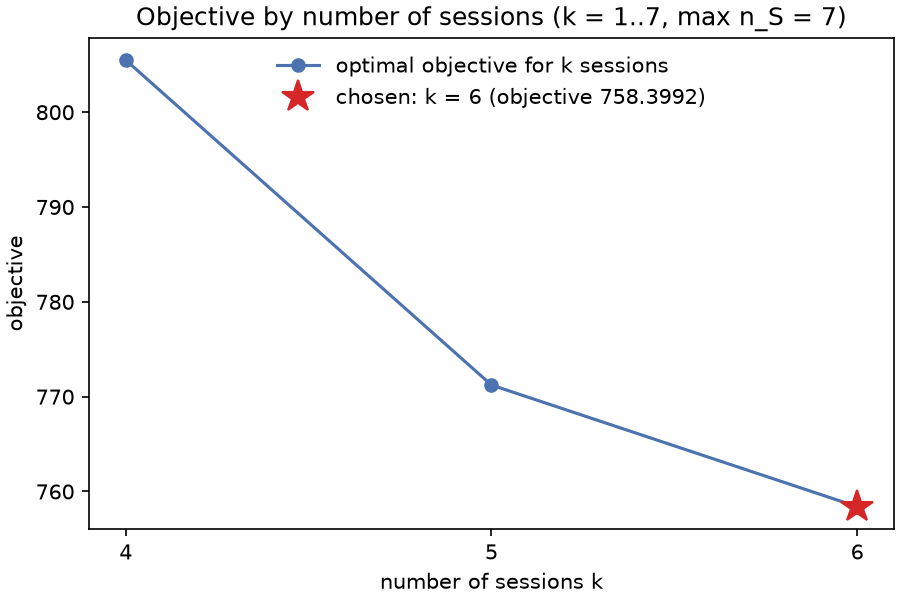 Objective by number of sessions (k = 1..7, max n_S = 7)
optimal objective for k sessions
chosen: k = 6 (objective 758.3992)
objective
800
790
780
770
760
4 5 6
number of sessions k